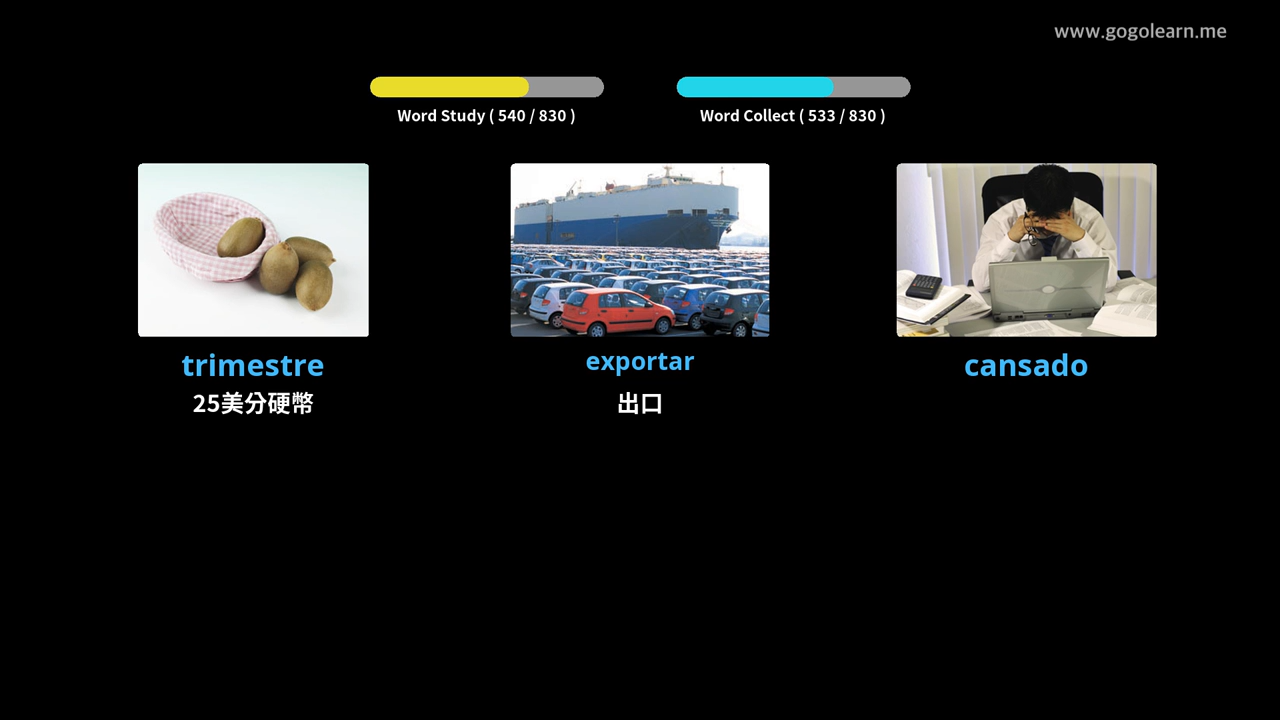 www.gogolearn.me
Word Study ( 540 / 830 )
Word Collect ( 533 / 830 )
trimestre
25美分硬幣
exportar
出口
cansado